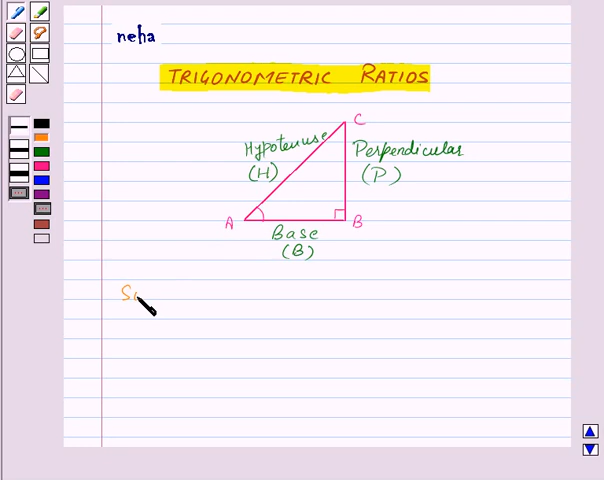 neha
TRIGONOMETRIC RATIOS
C
Hypotenuse
(H)
Perpendicular
(P)
A
B
Base
(B)